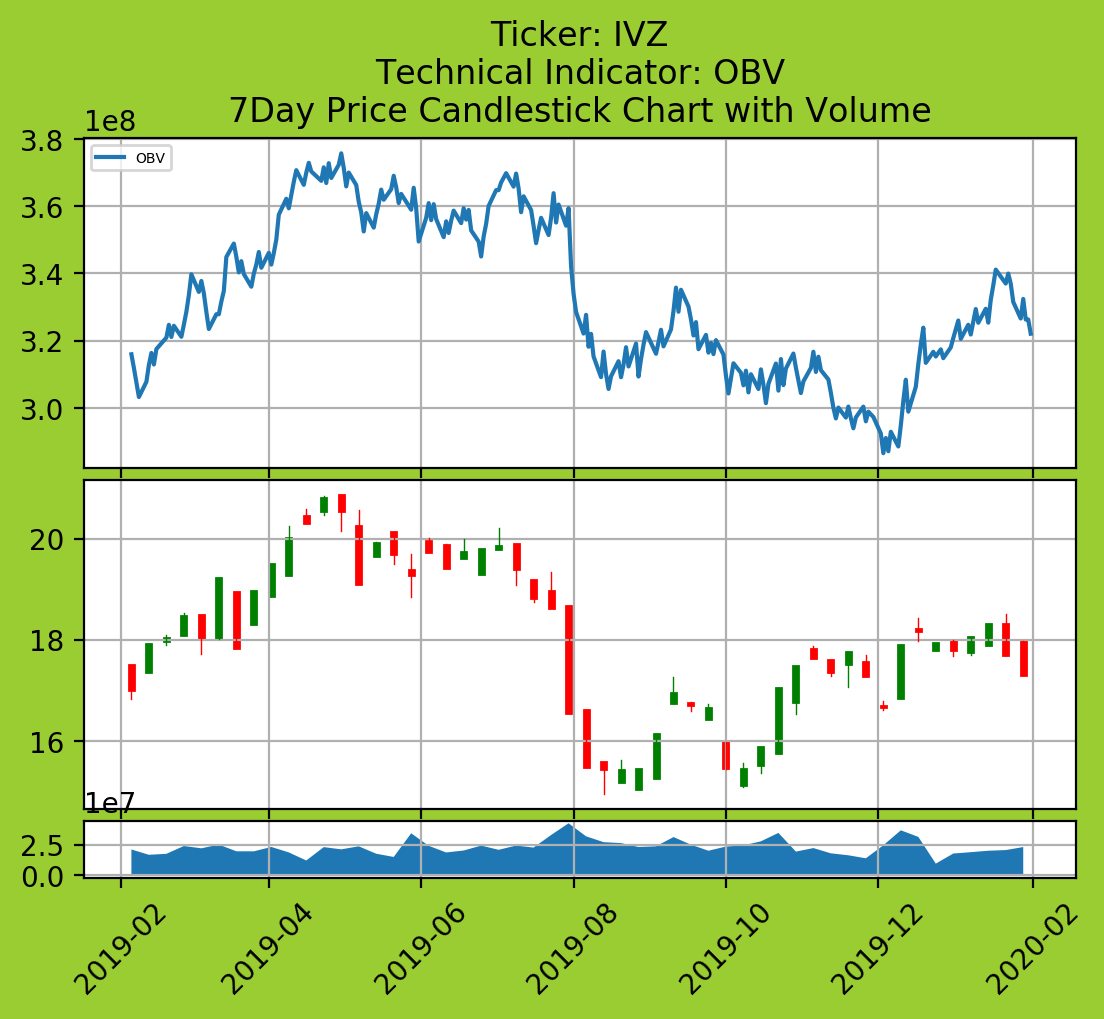 Ticker: IVZ
Technical Indicator: OBV
7Day Price Candlestick Chart with Volume
1e8
OBV
3.8
3.6
3.4
3.2
3.0
20
18
16
1e7
2.5
0.0
2019-02
2019-04
2019-06
2019-08
2019-10
2019-12
2020-02